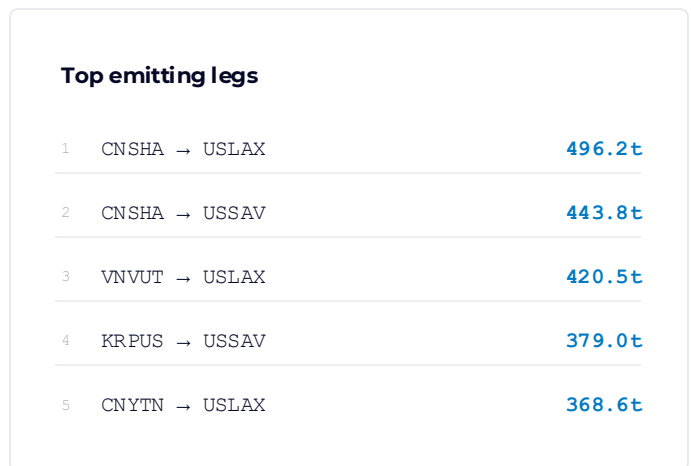 Top emitting legs
1 CNSHA → USLAX 496.2t
2 CNSHA → USSAV 443.8t
3 VNVUT → USLAX 420.5t
4 KRPUS → USSAV 379.0t
5 CNYTN → USLAX 368.6t